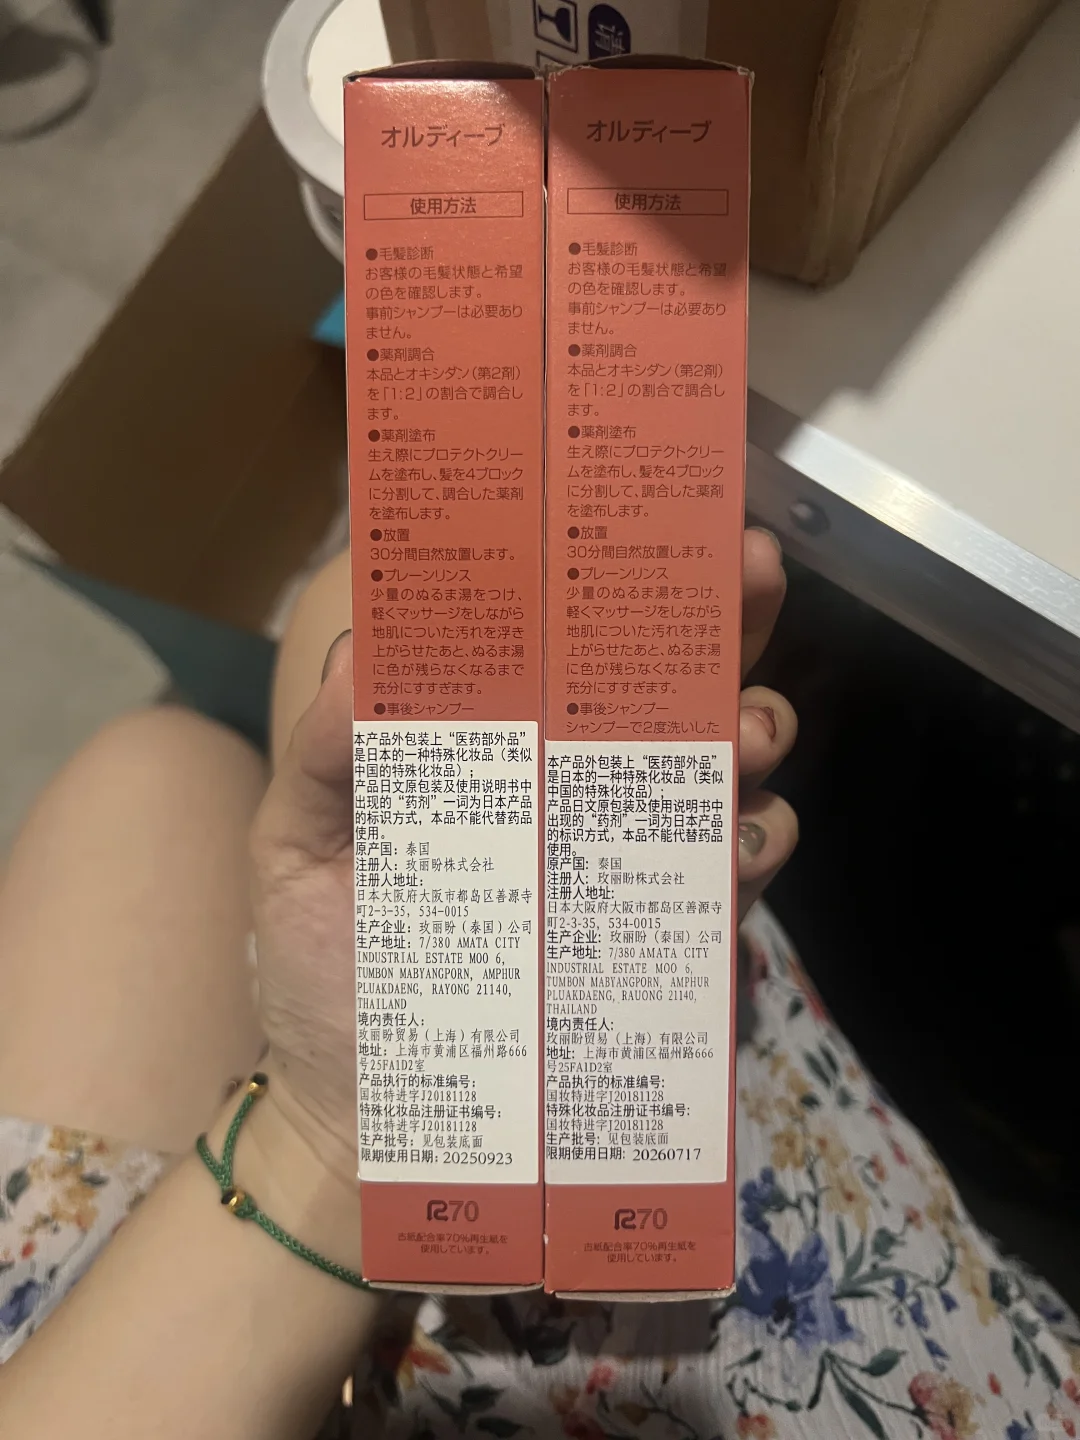 请
オルディーブ
使用方法
●毛髪診断
お客様の毛髪状態と希望
の色を確認します。
事前シャンプーは必要あり
ません。
●薬剤調合
本品とオキシダン(第2剤)
を「1:2」の割合で調合し
ます。
●薬剤塗布
生え際にプロテクトクリー
ムを塗布し、髪を4ブロック
に分割して、調合した薬剤
を塗布します。
●放置
30分間自然放置します。
●プレーンリンス
少量のぬるま湯をつけ、
軽くマッサージをしながら
地肌についた汚れを浮き
上がらせたあと、ぬるま湯
に色が残らなくなるまで
充分にすすぎます。
●事後シャンプー
本产品外包装上“医药部外品”
是日本的一种特殊化妆品（类似
中国的特殊化妆品）；
产品日文原包装及使用说明书中
出现的“药剂”一词为日本产品
的标识方式，本品不能代替药品
使用。
原产国：泰国
注册人：玫丽盼株式会社
注册人地址：
日本大阪府大阪市都岛区善源寺
町2-3-35, 534-0015
生产企业：玫丽盼（泰国）公司
生产地址：7/380 AMATA CITY
INDUSTRIAL ESTATE MOO 6,
TUMBON MABYANGPORN, AMPHUR
PLUAKDAENG, RAYONG 21140,
THAILAND
境内责任人：
玫丽盼贸易（上海）有限公司
地址：上海市黄浦区福州路666
号25FA1D2室
产品执行的标准编号：
国妆特进字J20181128
特殊化妆品注册证书编号：
国妆特进字J20181128
生产批号：见包装底面
限期使用日期：20250923
R70
古紙配合率70%再生紙を
使用しています。
オルディーブ
使用方法
●毛髪診断
お客様の毛髪状態と希望
の色を確認します。
事前シャンプーは必要あり
ません。
●薬剤調合
本品とオキシダン(第2剤)
を「1:2」の割合で調合し
ます。
●薬剤塗布
生え際にプロテクトクリー
ムを塗布し、髪を4ブロック
に分割して、調合した薬剤
を塗布します。
●放置
30分間自然放置します。
●プレーンリンス
少量のぬるま湯をつけ、
軽くマッサージをしながら
地肌についた汚れを浮き
上がらせたあと、ぬるま湯
に色が残らなくなるまで
充分にすすぎます。
●事後シャンプー
シャンプーで2度洗いした
本产品外包装上“医药部外品”
是日本的一种特殊化妆品（类似
中国的特殊化妆品）；
产品日文原包装及使用说明书中
出现的“药剂”一词为日本产品
的标识方式，本品不能代替药品
使用。
原产国：泰国
注册人：玫丽盼株式会社
注册人地址：
日本大阪府大阪市都岛区善源寺
町2-3-35, 534-0015
生产企业：玫丽盼（泰国）公司
生产地址：7/380 AMATA CITY
INDUSTRIAL ESTATE MOO 6,
TUMBON MABYANGPORN, AMPHUR
PLUAKDAENG, RAUONG 21140,
THAILAND
境内责任人：
玫丽盼贸易（上海）有限公司
地址：上海市黄浦区福州路666
号25FA1D2室
产品执行的标准编号：
国妆特进字J20181128
特殊化妆品注册证书编号：
国妆特进字J20181128
生产批号：见包装底面
限期使用日期：20260717
R70
古紙配合率70%再生紙を
使用しています。